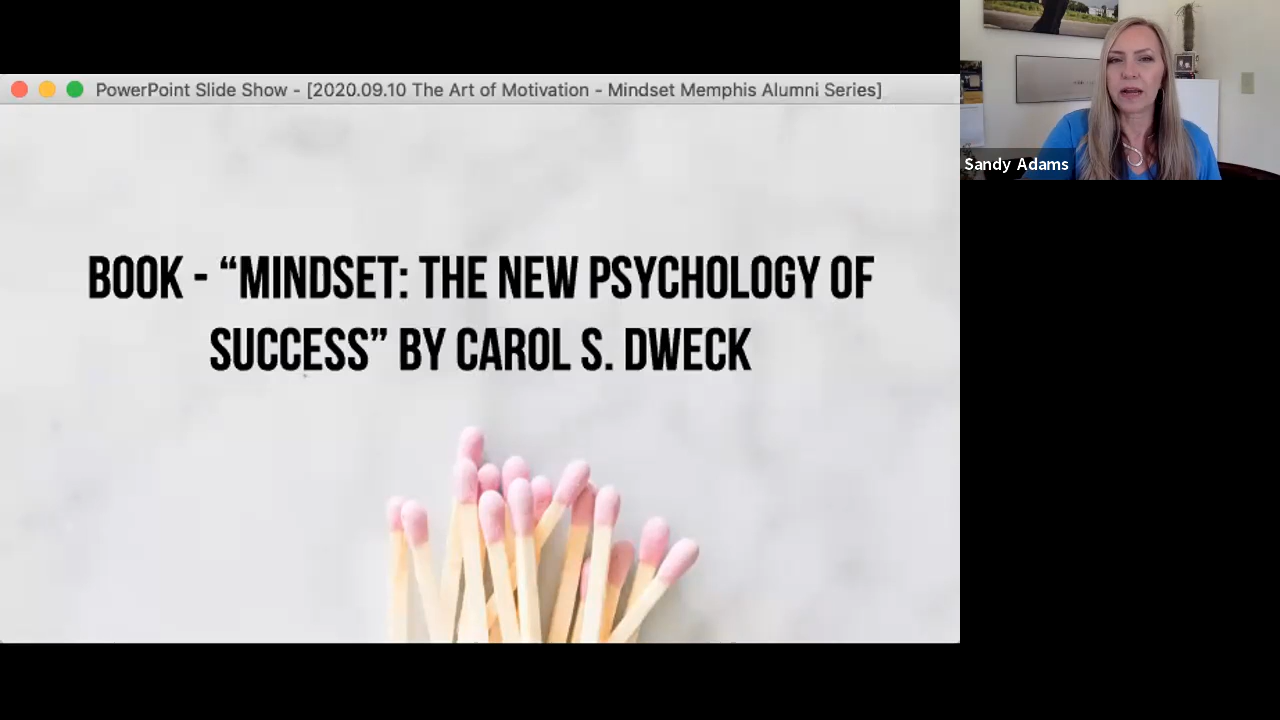 PowerPoint Slide Show - [2020.09.10 The Art of Motivation - Mindset Memphis Alumni Series]
BOOK - “MINDSET: THE NEW PSYCHOLOGY OF
SUCCESS” BY CAROL S. DWECK
Sandy Adams